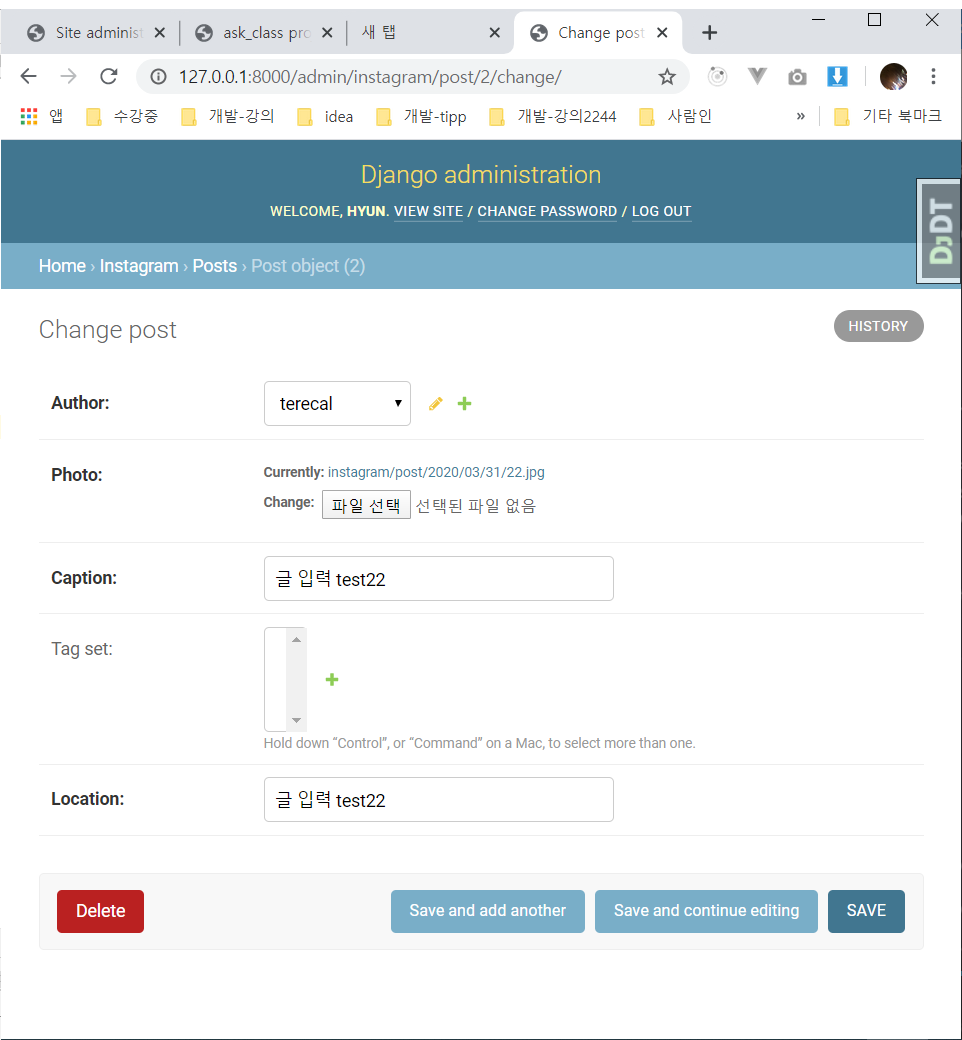 Site administ
ask_class pro
새 탭
Change post
127.0.0.1:8000/admin/instagram/post/2/change/
앱 수강중 개발-강의 idea 개발-tipp 개발-강의2244 사람인 » 기타 북마크
Django administration
WELCOME, HYUN. VIEW SITE / CHANGE PASSWORD / LOG OUT
DjDT
Home › Instagram › Posts › Post object (2)
Change post
HISTORY
Author: terecal
Photo: Currently: instagram/post/2020/03/31/22.jpg
Change: 파일 선택 선택된 파일 없음
Caption: 글 입력 test22
Tag set:
Hold down “Control”, or “Command” on a Mac, to select more than one.
Location: 글 입력 test22
Delete Save and add another Save and continue editing SAVE